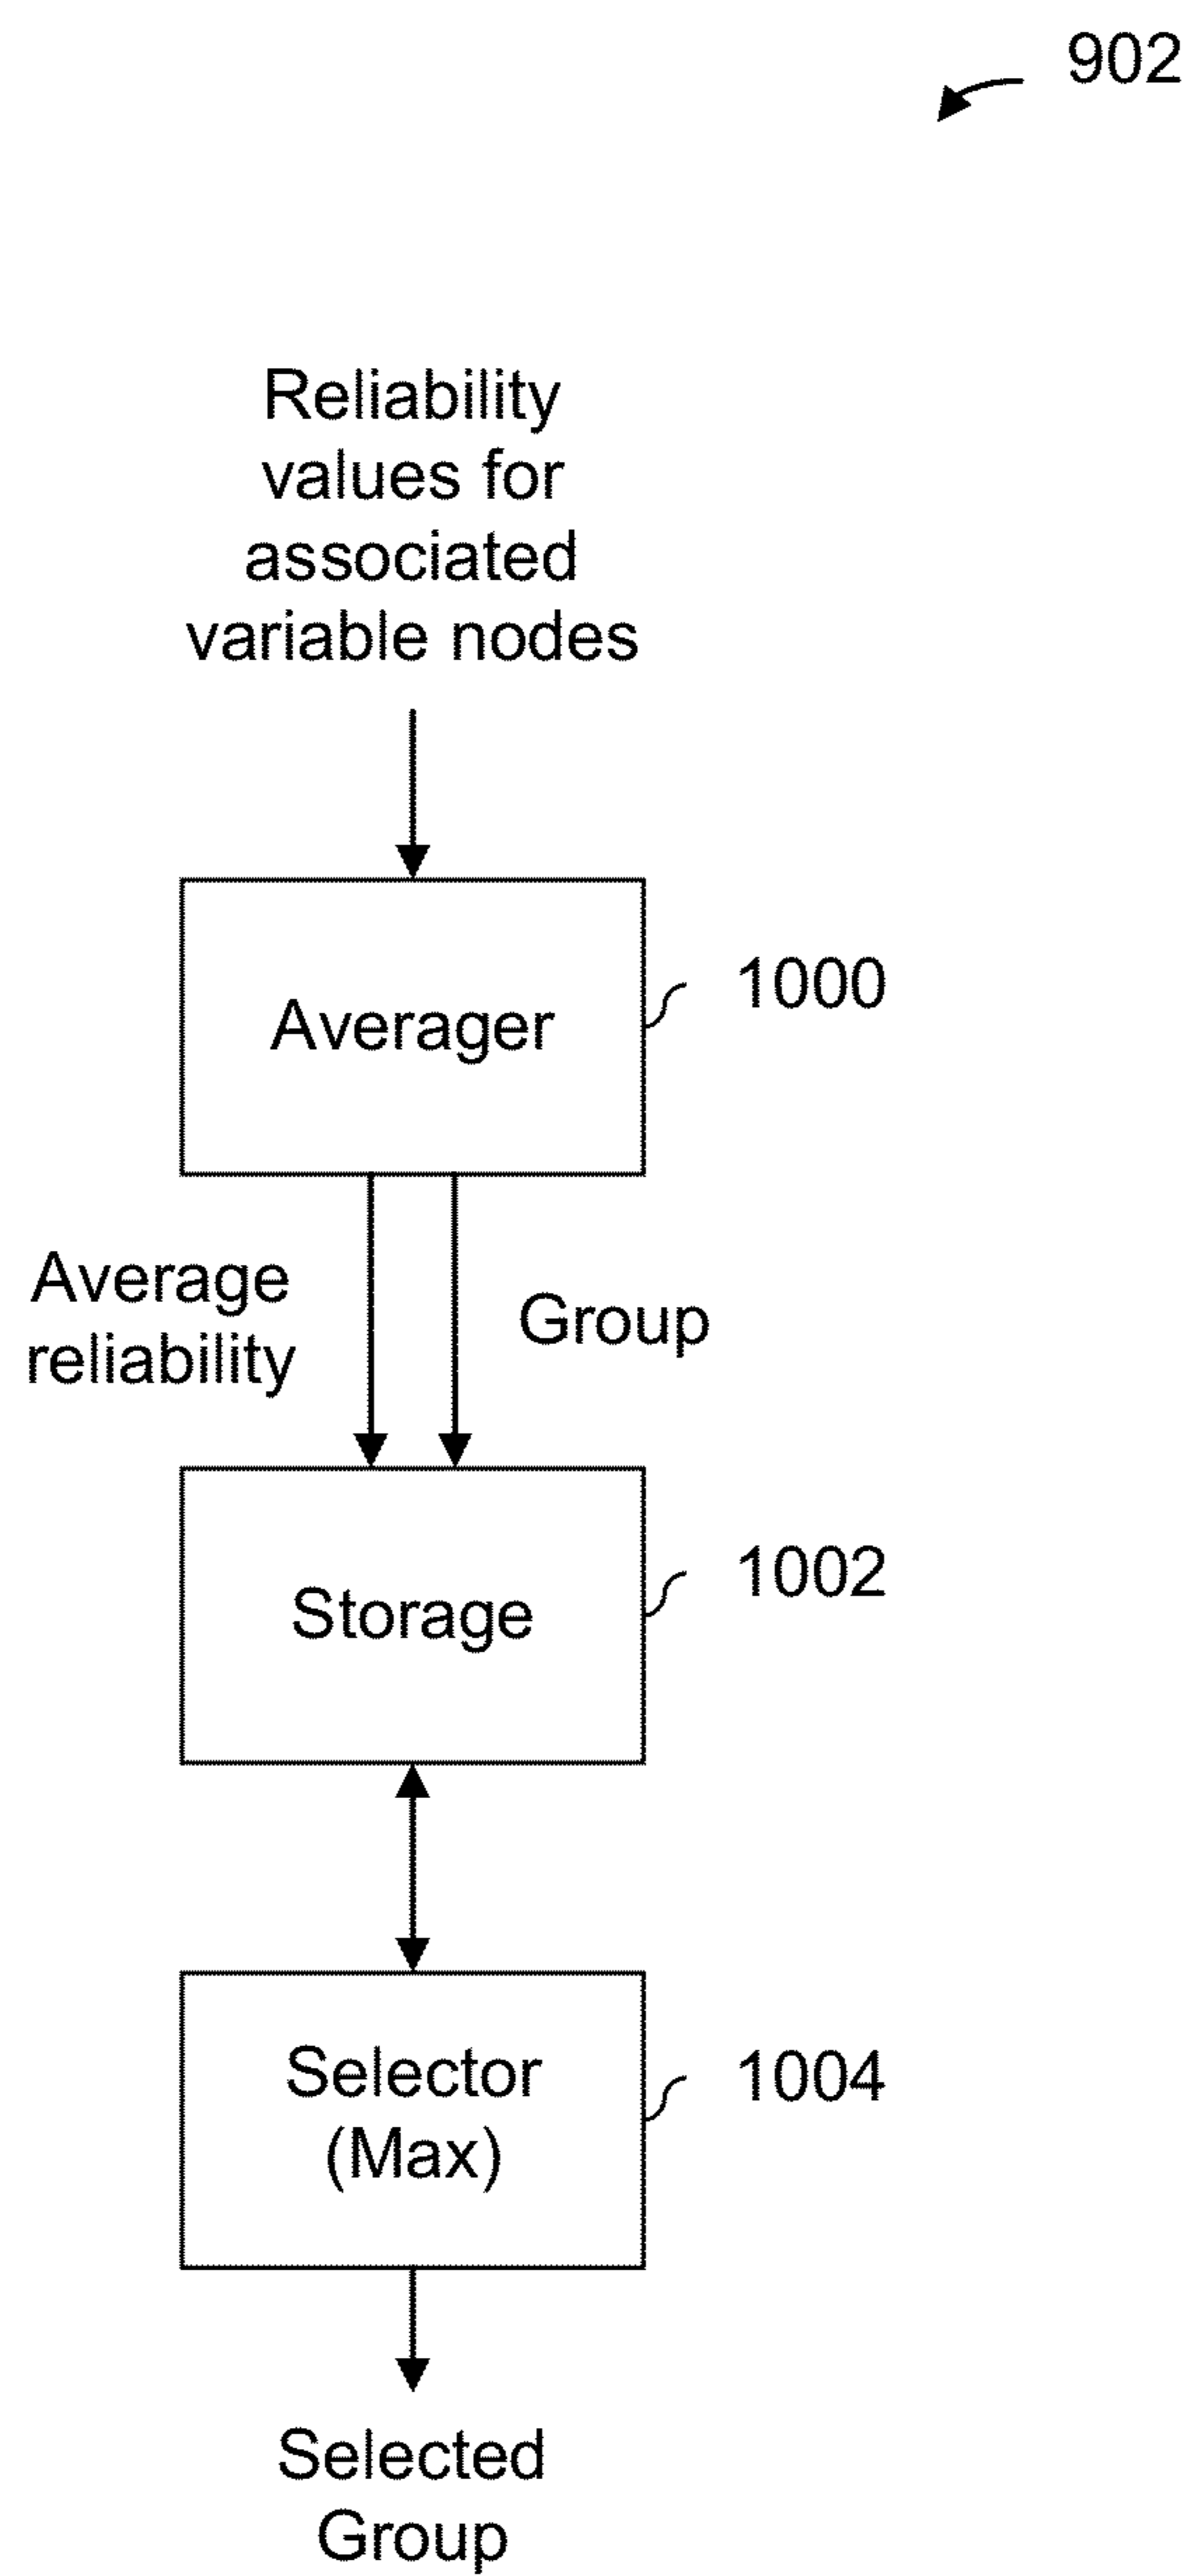 902
Reliability
values for
associated
variable nodes
Averager
1000
Average
reliability
Group
Storage
1002
Selector
(Max)
1004
Selected
Group